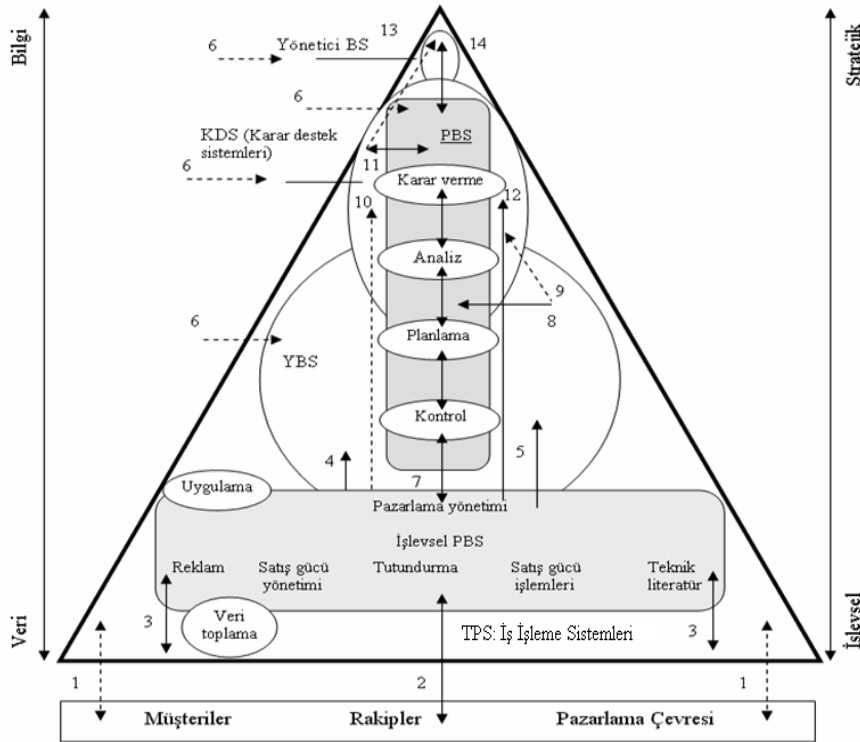 Bilgi
Stratejik
13
14
6
Yönetici BS
6
KDS (Karar destek
sistemleri)
PBS
11
6
Karar verme
10
12
Analiz
9
8
6
Planlama
YBS
Kontrol
4
5
7
Uygulama
Pazarlama yönetimi
İşlevsel PBS
Reklam
Satış gücü
yönetimi
Tutundurma
Satış gücü
işlemleri
Teknik
literatür
Veri
İşlevsel
3
Veri
toplama
TPS: İş İşleme Sistemleri
3
1
2
1
Müşteriler
Rakipler
Pazarlama Çevresi